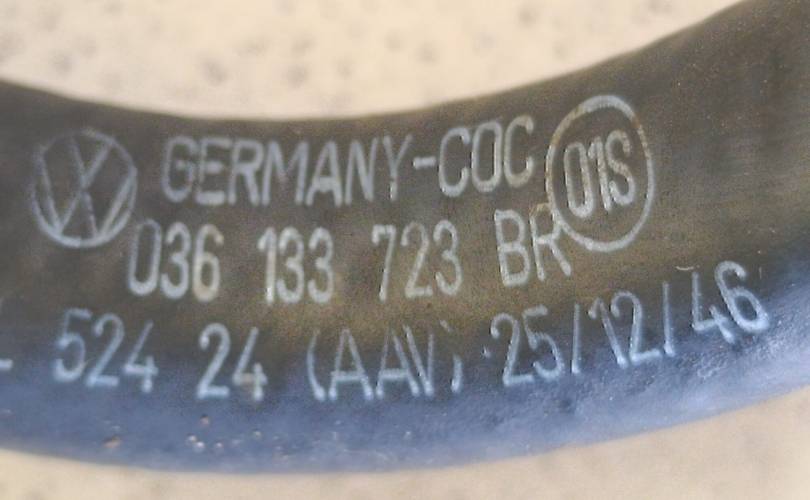 GERMANY-COC 01S
036 133 723 BR
524 24 (AAV) 25/12/46